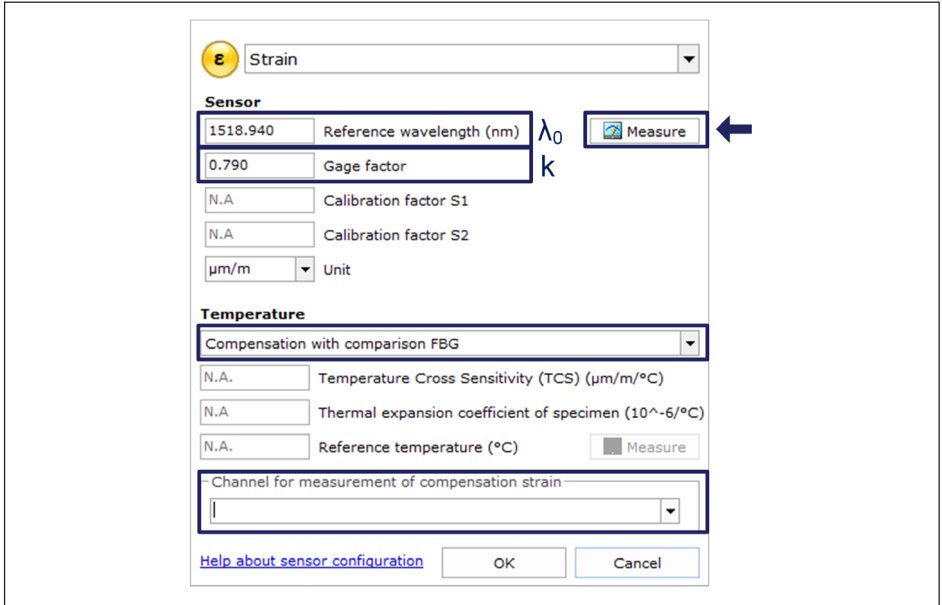 ε Strain
Sensor
1518.940 Reference wavelength (nm) λ0 Measure
0.790 Gage factor k
N.A Calibration factor S1
N.A Calibration factor S2
µm/m Unit
Temperature
Compensation with comparison FBG
N.A. Temperature Cross Sensitivity (TCS) (µm/m/°C)
N.A Thermal expansion coefficient of specimen (10^-6/°C)
N.A. Reference temperature (°C) Measure
Channel for measurement of compensation strain
Help about sensor configuration OK Cancel